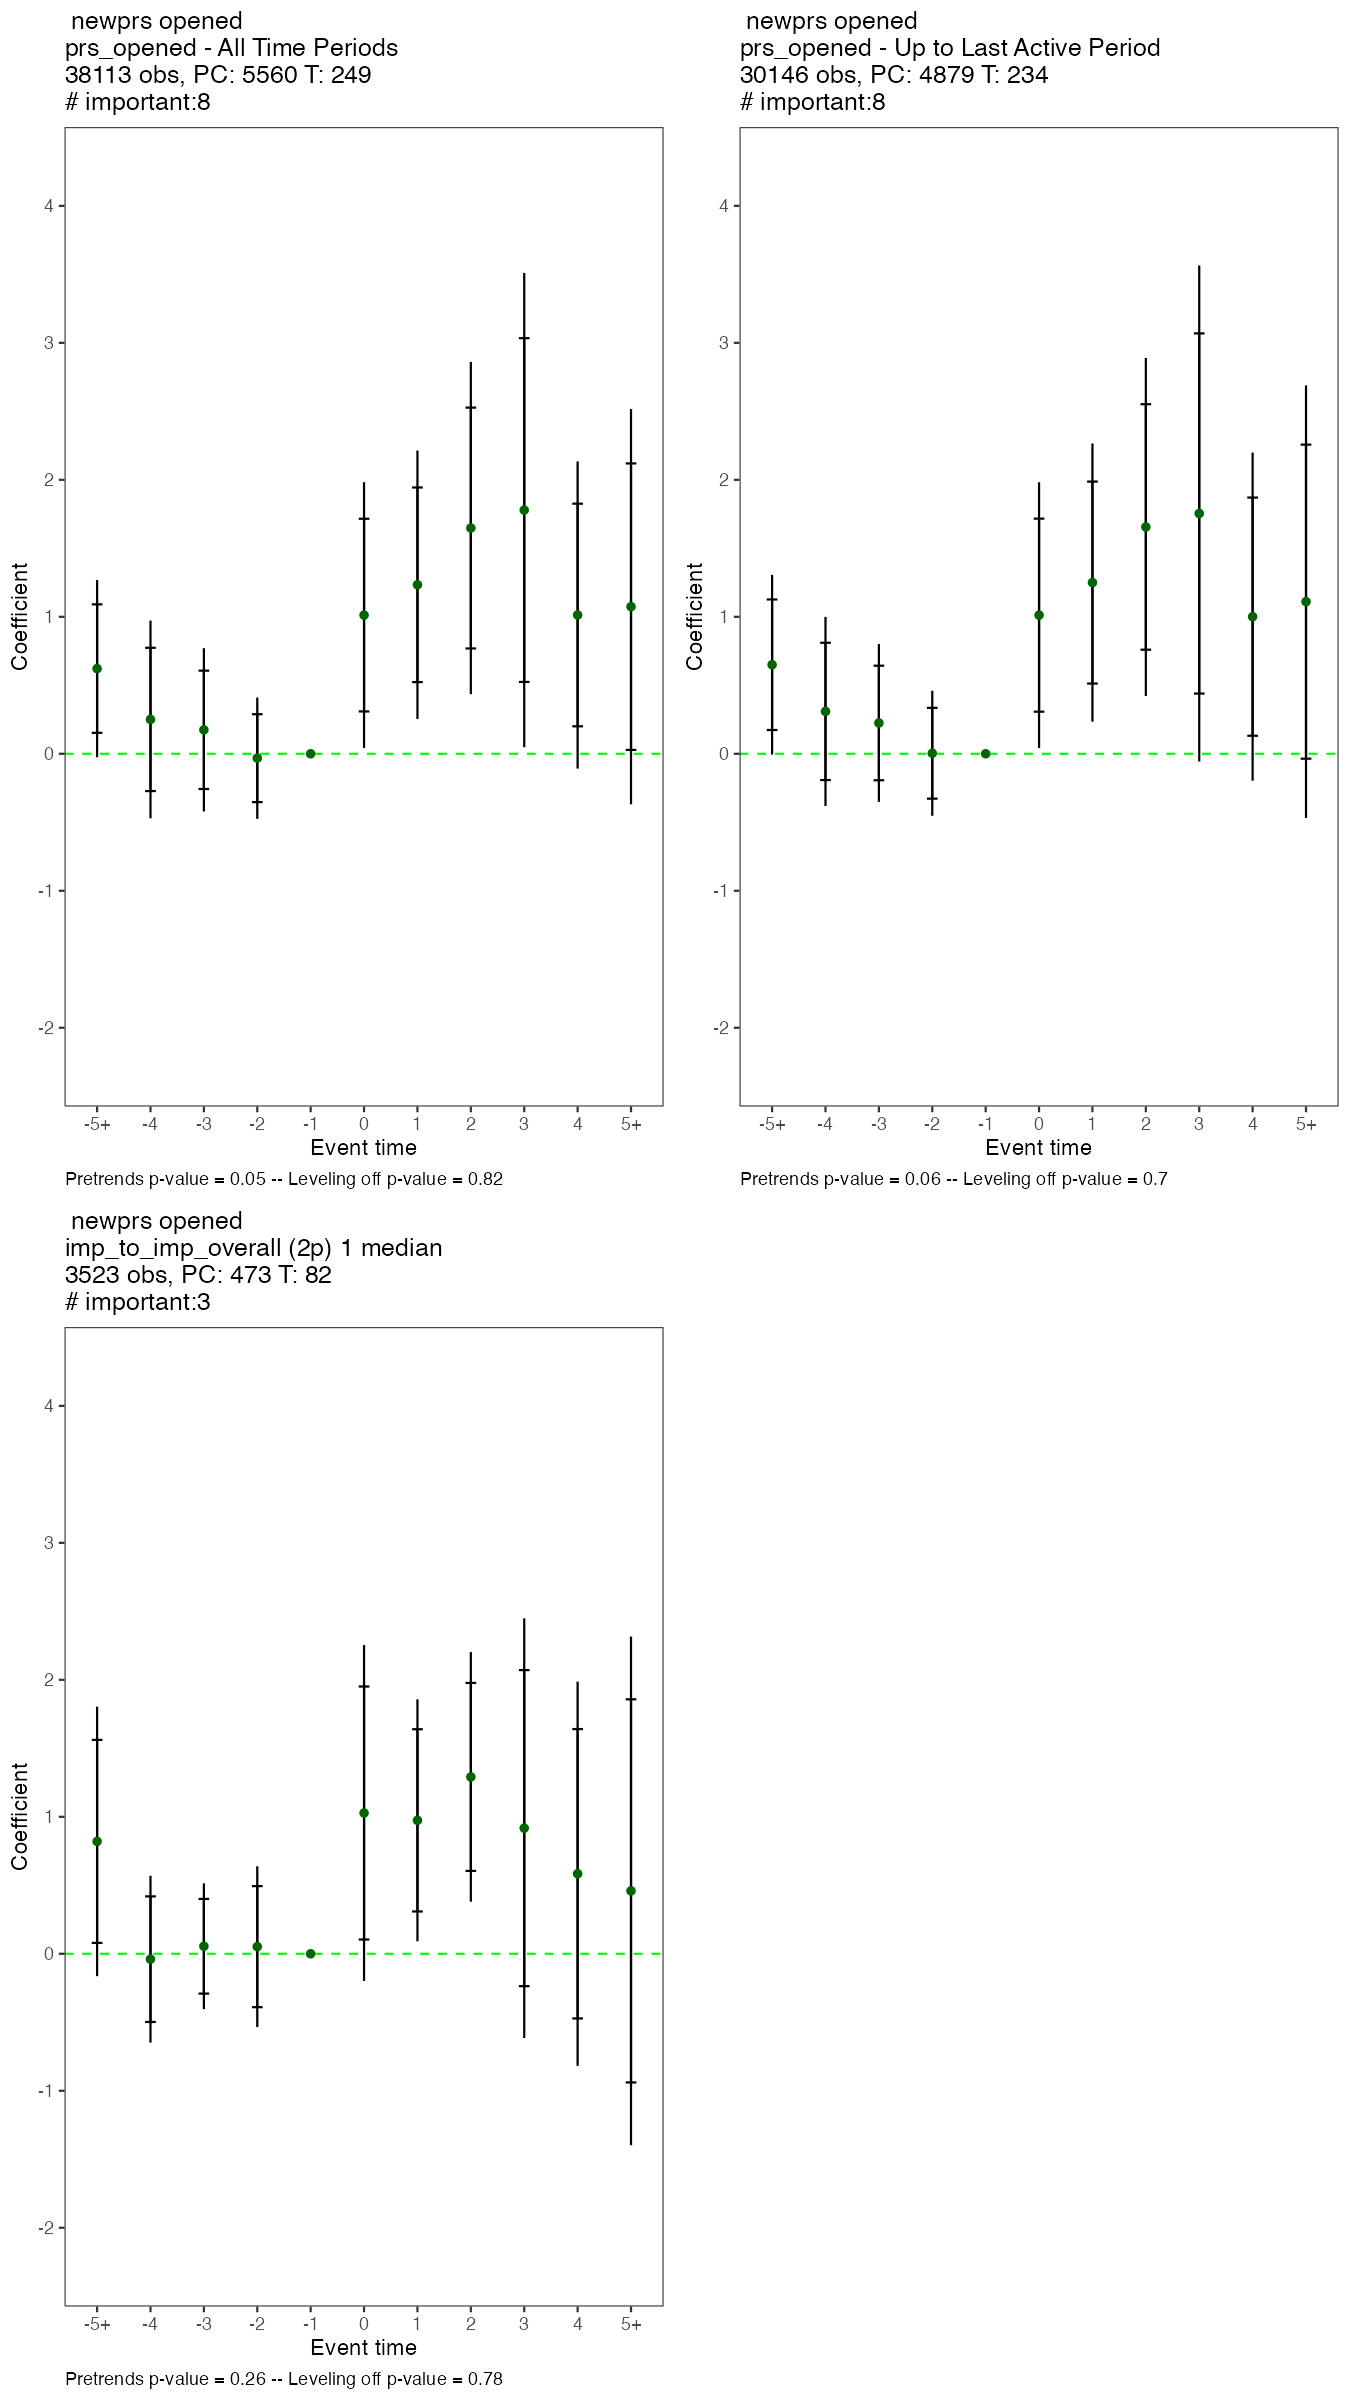 newprs opened
prs_opened - All Time Periods
38113 obs, PC: 5560 T: 249
# important:8
Coefficient
4
3
2
1
0
-1
-2
-5+ -4 -3 -2 -1 0 1 2 3 4 5+
Event time
Pretrends p-value = 0.05 -- Leveling off p-value = 0.82
newprs opened
prs_opened - Up to Last Active Period
30146 obs, PC: 4879 T: 234
# important:8
Coefficient
4
3
2
1
0
-1
-2
-5+ -4 -3 -2 -1 0 1 2 3 4 5+
Event time
Pretrends p-value = 0.06 -- Leveling off p-value = 0.7
newprs opened
imp_to_imp_overall (2p) 1 median
3523 obs, PC: 473 T: 82
# important:3
Coefficient
4
3
2
1
0
-1
-2
-5+ -4 -3 -2 -1 0 1 2 3 4 5+
Event time
Pretrends p-value = 0.26 -- Leveling off p-value = 0.78